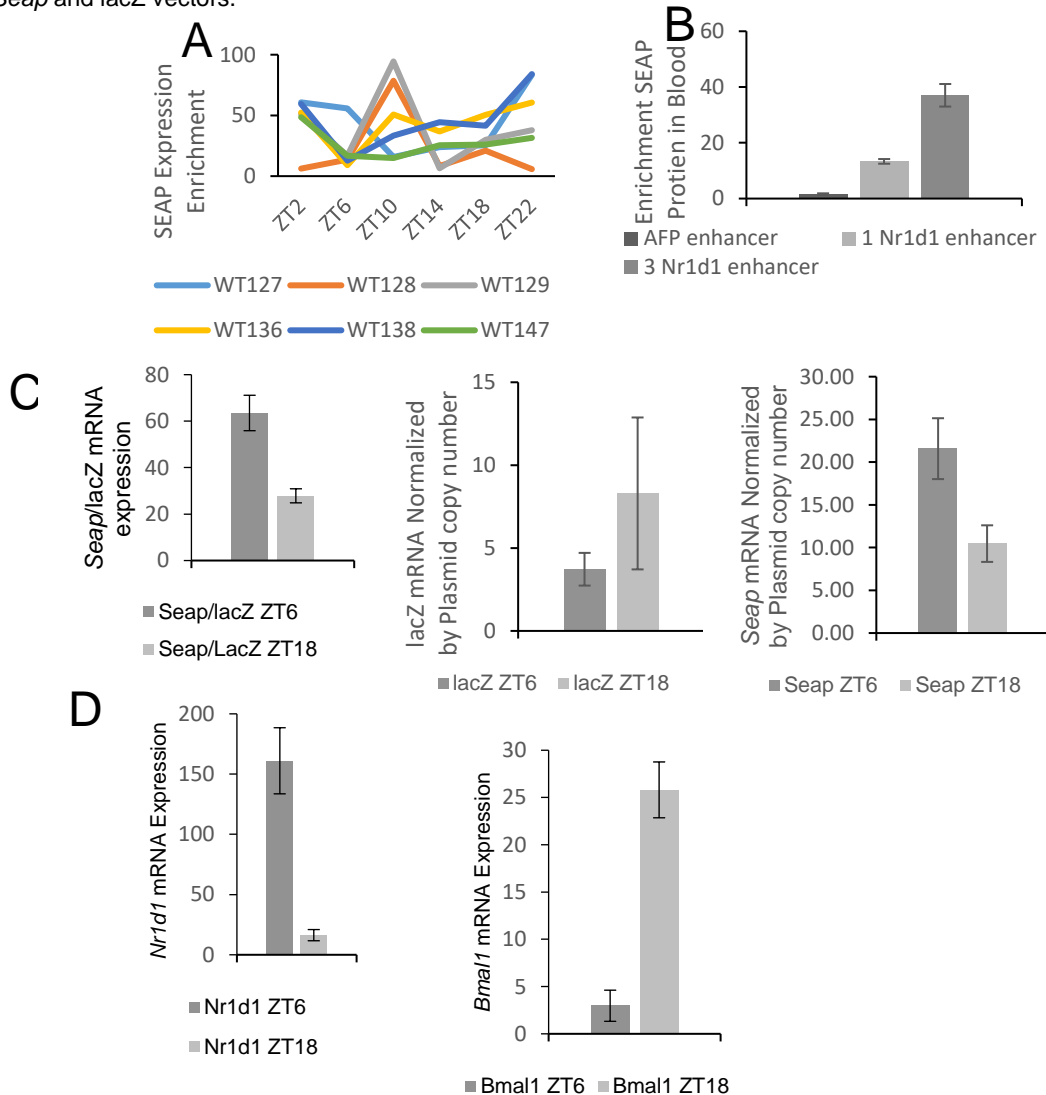 Seap and lacZ vectors.
A
SEAP Expression
Enrichment
100
50
0
ZT2
ZT6
ZT10
ZT14
ZT18
ZT22
WT127
WT128
WT129
WT136
WT138
WT147
B
Enrichment SEAP
Protien in Blood
60
40
20
0
AFP enhancer
1 Nr1d1 enhancer
3 Nr1d1 enhancer
C
Seap/lacZ mRNA
expression
80
60
40
20
0
Seap/lacZ ZT6
Seap/LacZ ZT18
lacZ mRNA Normalized
by Plasmid copy number
15
10
5
0
lacZ ZT6
lacZ ZT18
Seap mRNA Normalized
by Plasmid copy number
30.00
25.00
20.00
15.00
10.00
5.00
0.00
Seap ZT6
Seap ZT18
D
Nr1d1 mRNA Expression
200
150
100
50
0
Nr1d1 ZT6
Nr1d1 ZT18
Bmal1 mRNA Expression
30
25
20
15
10
5
0
Bmal1 ZT6
Bmal1 ZT18